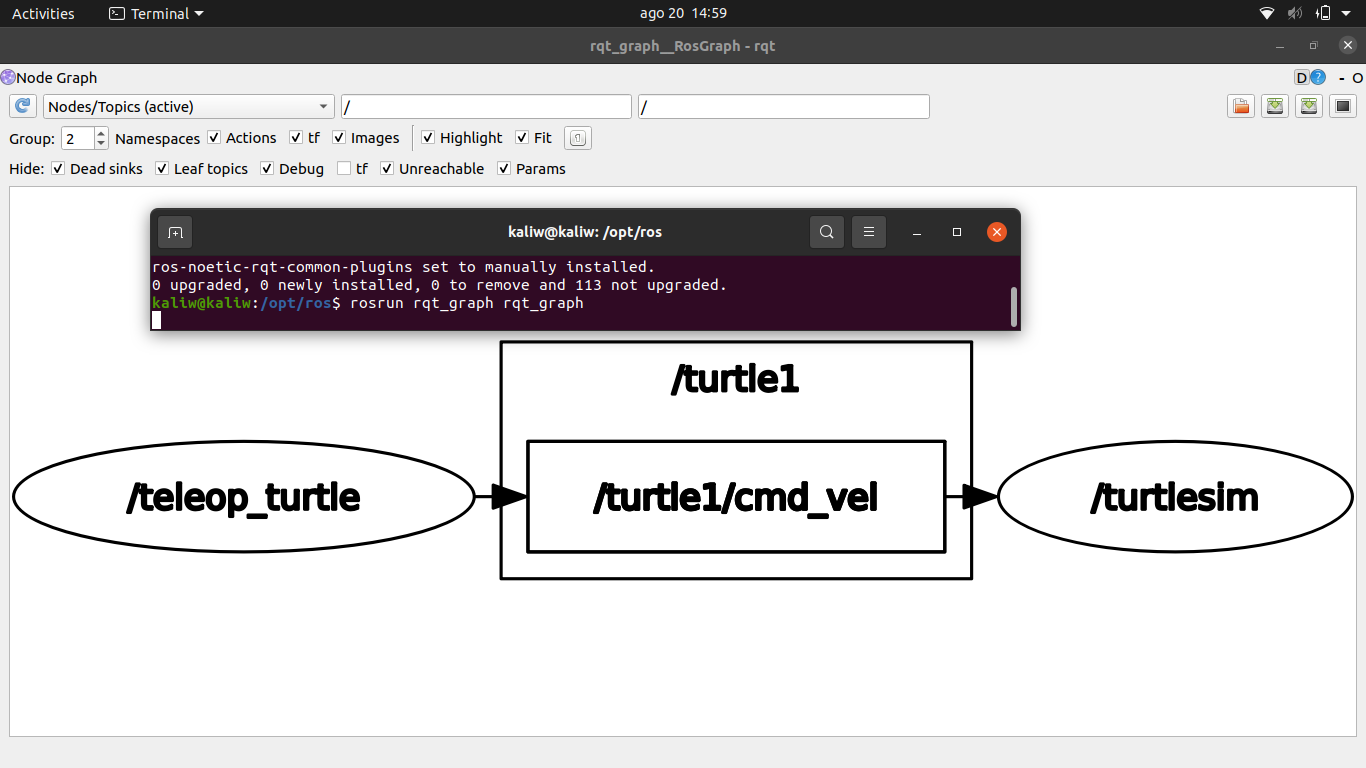 Activities Terminal ago 20 14:59
rqt_graph__RosGraph - rqt
Node Graph D ? - O
Nodes/Topics (active) / /
Group: 2 Namespaces Actions tf Images Highlight Fit
Hide: Dead sinks Leaf topics Debug tf Unreachable Params
kaliw@kaliw: /opt/ros
ros-noetic-rqt-common-plugins set to manually installed.
0 upgraded, 0 newly installed, 0 to remove and 113 not upgraded.
kaliw@kaliw:/opt/ros$ rosrun rqt_graph rqt_graph
/turtle1
/teleop_turtle /turtle1/cmd_vel /turtlesim